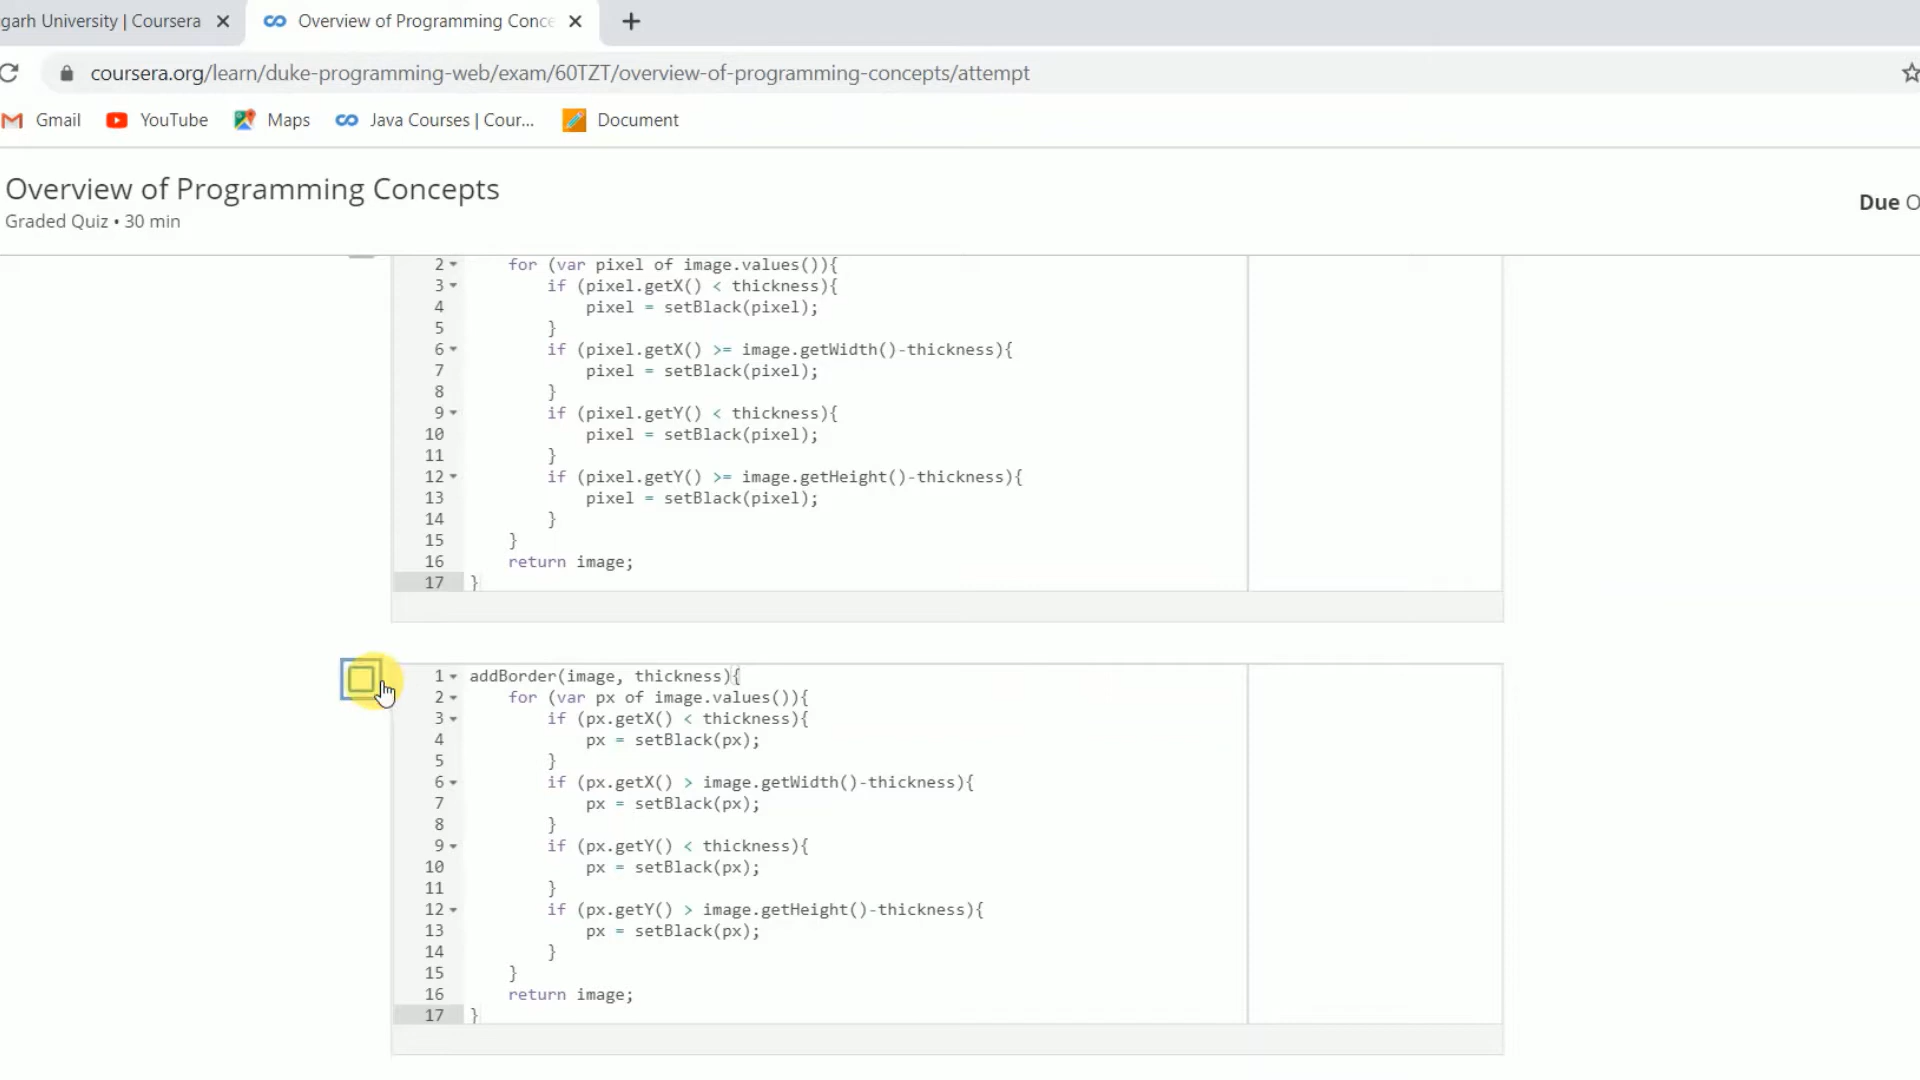 garh University | Coursera
Overview of Programming Conce
coursera.org/learn/duke-programming-web/exam/60TZT/overview-of-programming-concepts/attempt
Gmail YouTube Maps Java Courses | Cour... Document
Overview of Programming Concepts
Graded Quiz • 30 min
Due O
2 for (var pixel of image.values()){
3 if (pixel.getX() < thickness){
4 pixel = setBlack(pixel);
5 }
6 if (pixel.getX() >= image.getWidth()-thickness){
7 pixel = setBlack(pixel);
8 }
9 if (pixel.getY() < thickness){
10 pixel = setBlack(pixel);
11 }
12 if (pixel.getY() >= image.getHeight()-thickness){
13 pixel = setBlack(pixel);
14 }
15 }
16 return image;
17 }
1 addBorder(image, thickness){
2 for (var px of image.values()){
3 if (px.getX() < thickness){
4 px = setBlack(px);
5 }
6 if (px.getX() > image.getWidth()-thickness){
7 px = setBlack(px);
8 }
9 if (px.getY() < thickness){
10 px = setBlack(px);
11 }
12 if (px.getY() > image.getHeight()-thickness){
13 px = setBlack(px);
14 }
15 }
16 return image;
17 }